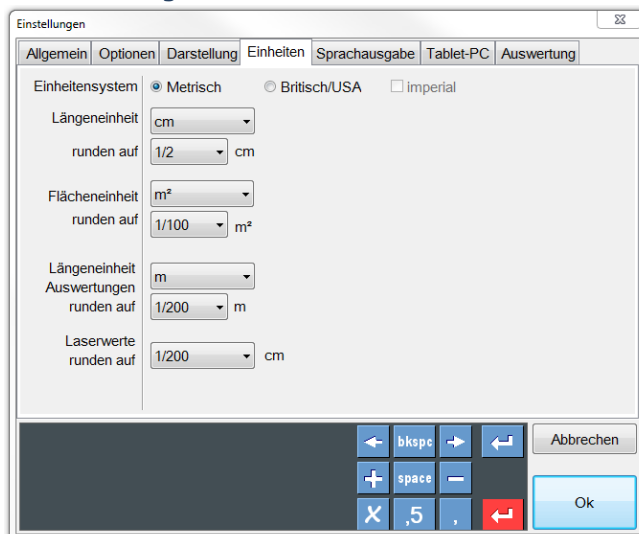 Einstellungen
Allgemein Optionen Darstellung Einheiten Sprachausgabe Tablet-PC Auswertung
Einheitensystem Metrisch Britisch/USA imperial
Längeneinheit cm
runden auf 1/2 cm
Flächeneinheit m²
runden auf 1/100 m²
Längeneinheit
Auswertungen m
runden auf 1/200 m
Laserwerte
runden auf 1/200 cm
bkspc Abbrechen
space
,5 , Ok